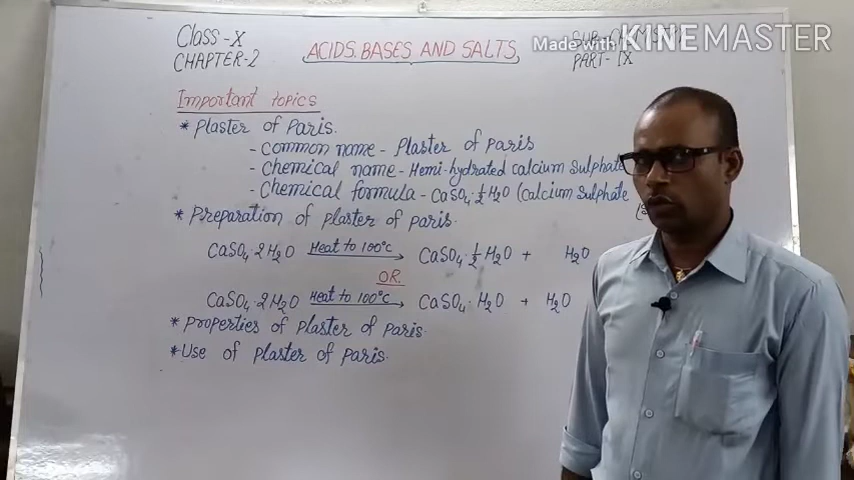 Class-X
CHAPTER-2
ACIDS. BASES AND SALTS
PART-IX
Made with KINEMASTER
Important topics
* Plaster of Paris.
- common name - Plaster of Paris
- Chemical name - Hemi-hydrated calcium Sulphate
- Chemical formula - CaSO₄·½H₂O (calcium Sulphate
* Preparation of plaster of paris.
CaSO₄·2H₂O Heat to 100°C → CaSO₄·½H₂O + H₂O
OR.
CaSO₄·2H₂O Heat to 100°C → CaSO₄·H₂O + H₂O
* Properties of plaster of paris.
* Use of plaster of paris.